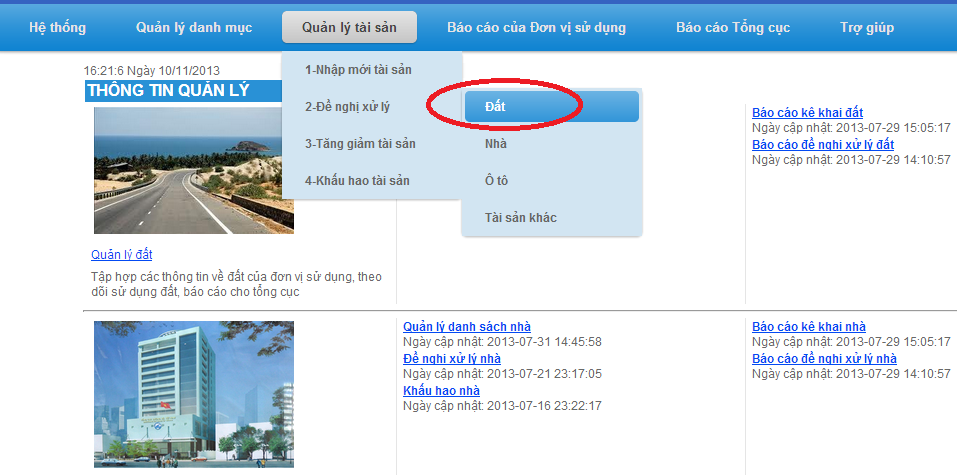 Hệ thống
Quản lý danh mục
Quản lý tài sản
Báo cáo của Đơn vị sử dụng
Báo cáo Tổng cục
Trợ giúp
16:21:6 Ngày 10/11/2013
THÔNG TIN QUẢN LÝ
1-Nhập mới tài sản
2-Đề nghị xử lý
3-Tăng giảm tài sản
4-Khấu hao tài sản
Đất
Nhà
Ô tô
Tài sản khác
Báo cáo kê khai đất
Ngày cập nhật: 2013-07-29 15:05:17
Báo cáo đề nghị xử lý đất
Ngày cập nhật: 2013-07-29 14:10:57
Quản lý đất
Tập hợp các thông tin về đất của đơn vị sử dụng, theo
dõi sử dụng đất, báo cáo cho tổng cục
Quản lý danh sách nhà
Ngày cập nhật: 2013-07-31 14:45:58
Đề nghị xử lý nhà
Ngày cập nhật: 2013-07-21 23:17:05
Khấu hao nhà
Ngày cập nhật: 2013-07-16 23:22:17
Báo cáo kê khai nhà
Ngày cập nhật: 2013-07-29 15:05:17
Báo cáo đề nghị xử lý nhà
Ngày cập nhật: 2013-07-29 14:10:57